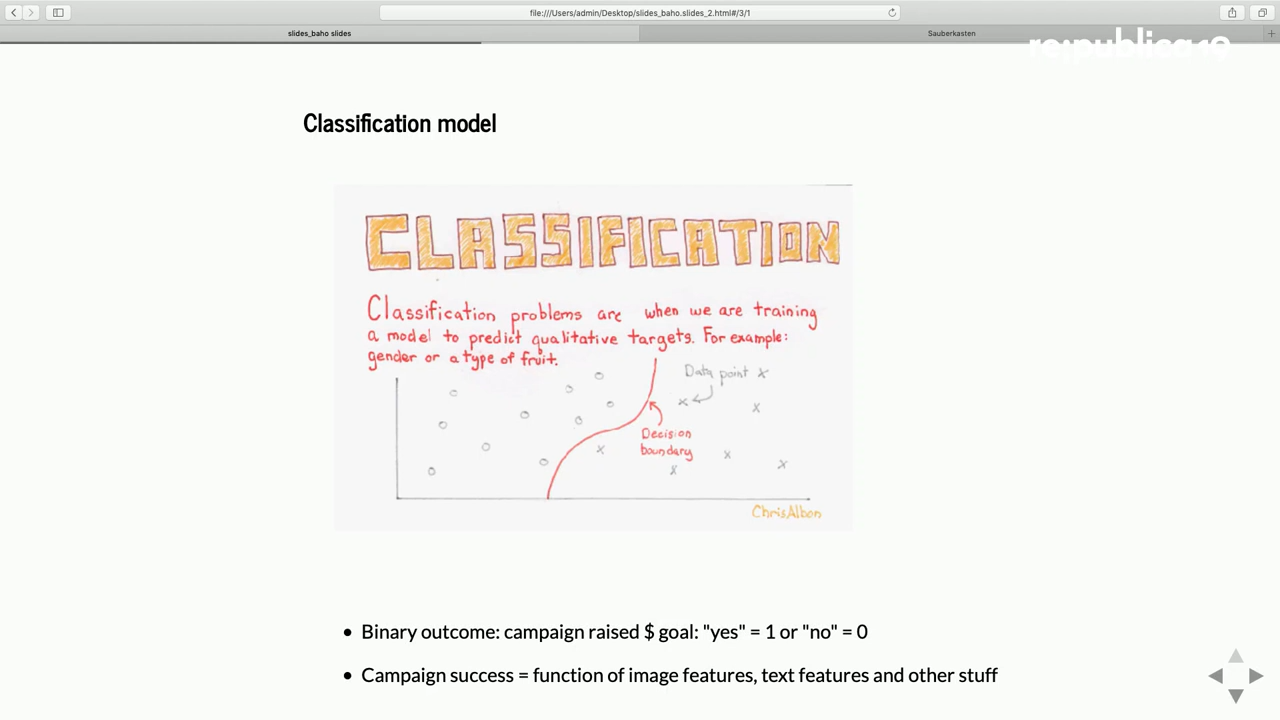 file:///Users/admin/Desktop/slides_baho.slides_2.html#/3/1
slides_baho slides
Sauberkasten
re:publica 19
Classification model
CLASSIFICATION
Classification problems are when we are training
a model to predict qualitative targets. For example:
gender or a type of fruit.
Data point x
Decision
boundary
ChrisAlbon
• Binary outcome: campaign raised $ goal: "yes" = 1 or "no" = 0
• Campaign success = function of image features, text features and other stuff